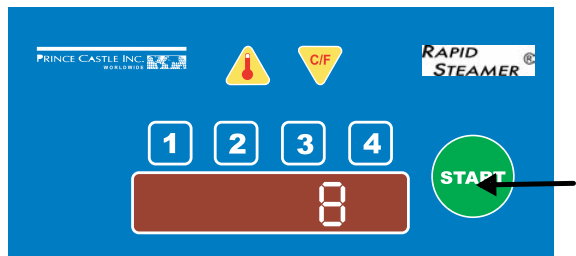 PRINCE CASTLE INC.
WORLDWIDE
C/F
RAPID
STEAMER ®
1 2 3 4
START
8